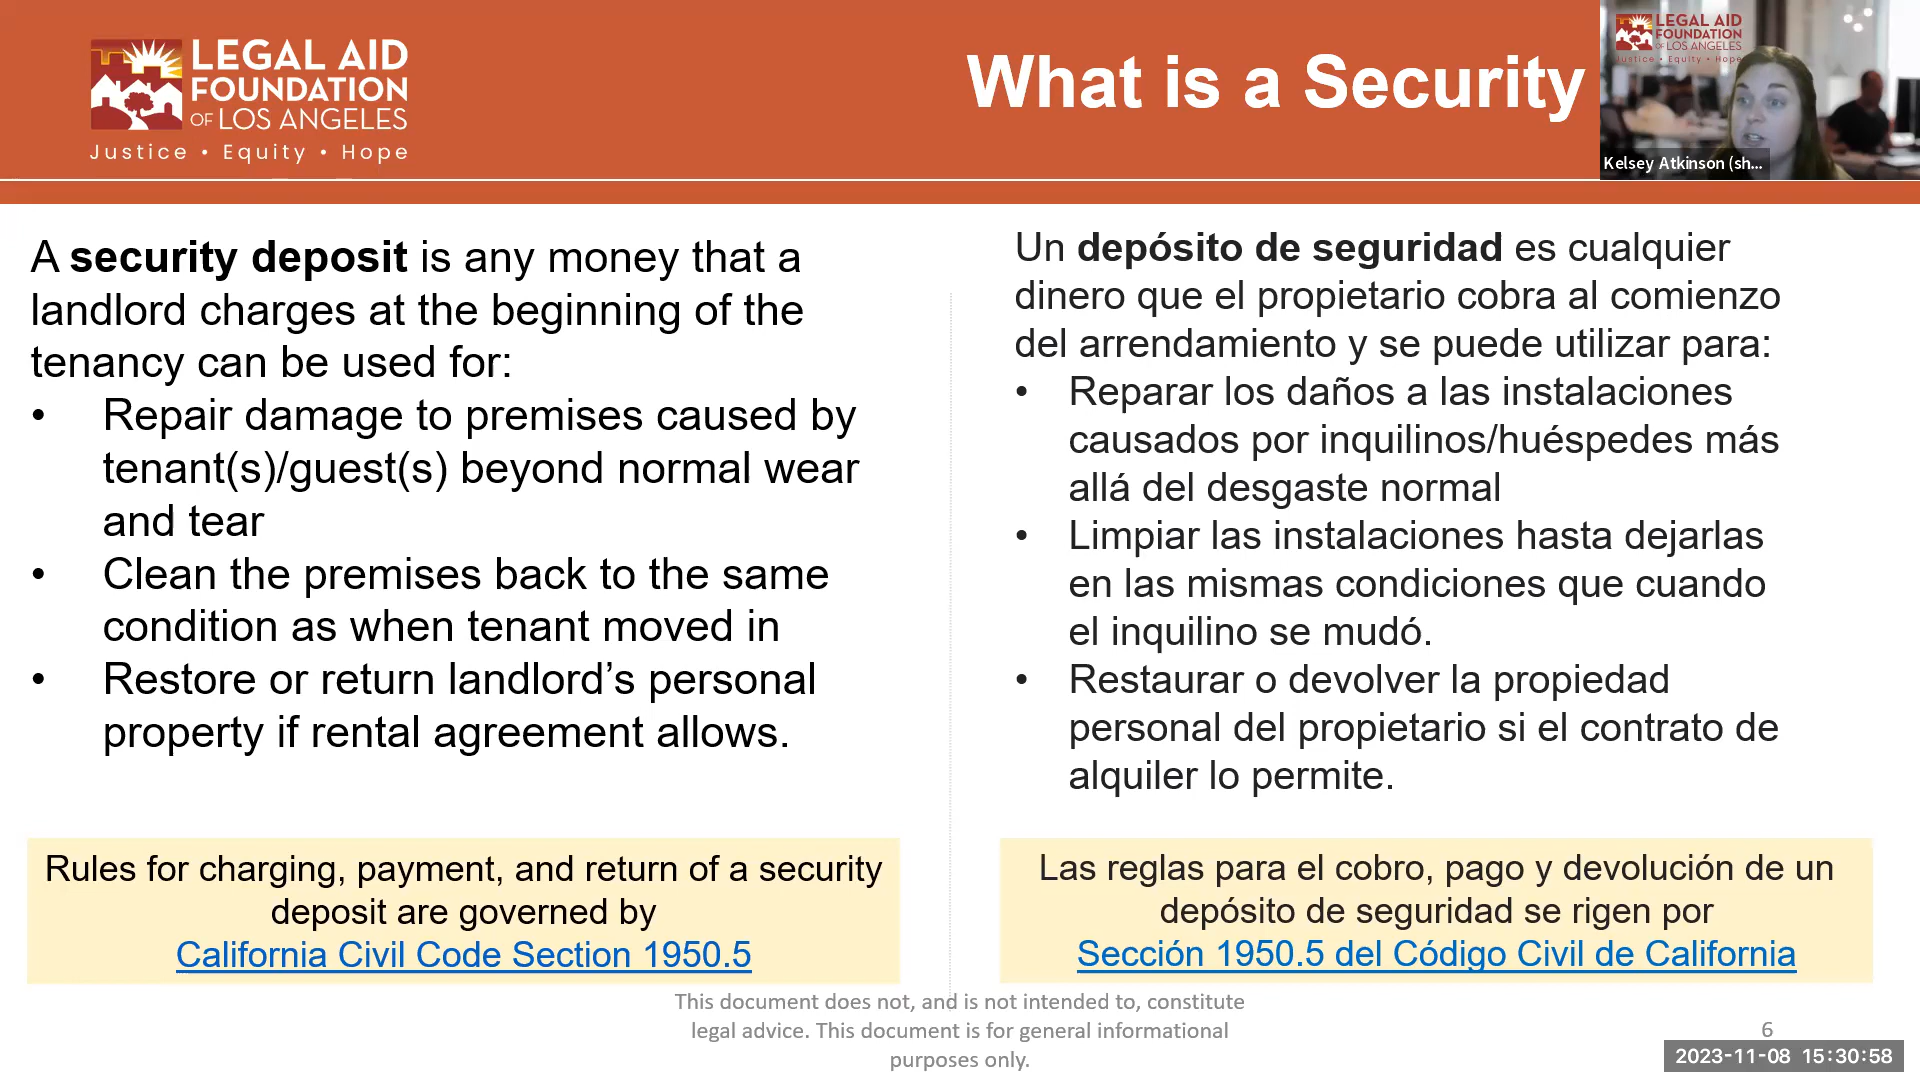 LEGAL AID
FOUNDATION
OF LOS ANGELES
Justice • Equity • Hope
What is a Security
LEGAL AID
FOUNDATION
OF LOS ANGELES
Justice • Equity • Hope
Kelsey Atkinson (sh...
A security deposit is any money that a
landlord charges at the beginning of the
tenancy can be used for:
• Repair damage to premises caused by
tenant(s)/guest(s) beyond normal wear
and tear
• Clean the premises back to the same
condition as when tenant moved in
• Restore or return landlord’s personal
property if rental agreement allows.
Rules for charging, payment, and return of a security
deposit are governed by
California Civil Code Section 1950.5
Un depósito de seguridad es cualquier
dinero que el propietario cobra al comienzo
del arrendamiento y se puede utilizar para:
• Reparar los daños a las instalaciones
causados por inquilinos/huéspedes más
allá del desgaste normal
• Limpiar las instalaciones hasta dejarlas
en las mismas condiciones que cuando
el inquilino se mudó.
• Restaurar o devolver la propiedad
personal del propietario si el contrato de
alquiler lo permite.
Las reglas para el cobro, pago y devolución de un
depósito de seguridad se rigen por
Sección 1950.5 del Código Civil de California
This document does not, and is not intended to, constitute
legal advice. This document is for general informational
purposes only.
6
2023-11-08 15:30:58